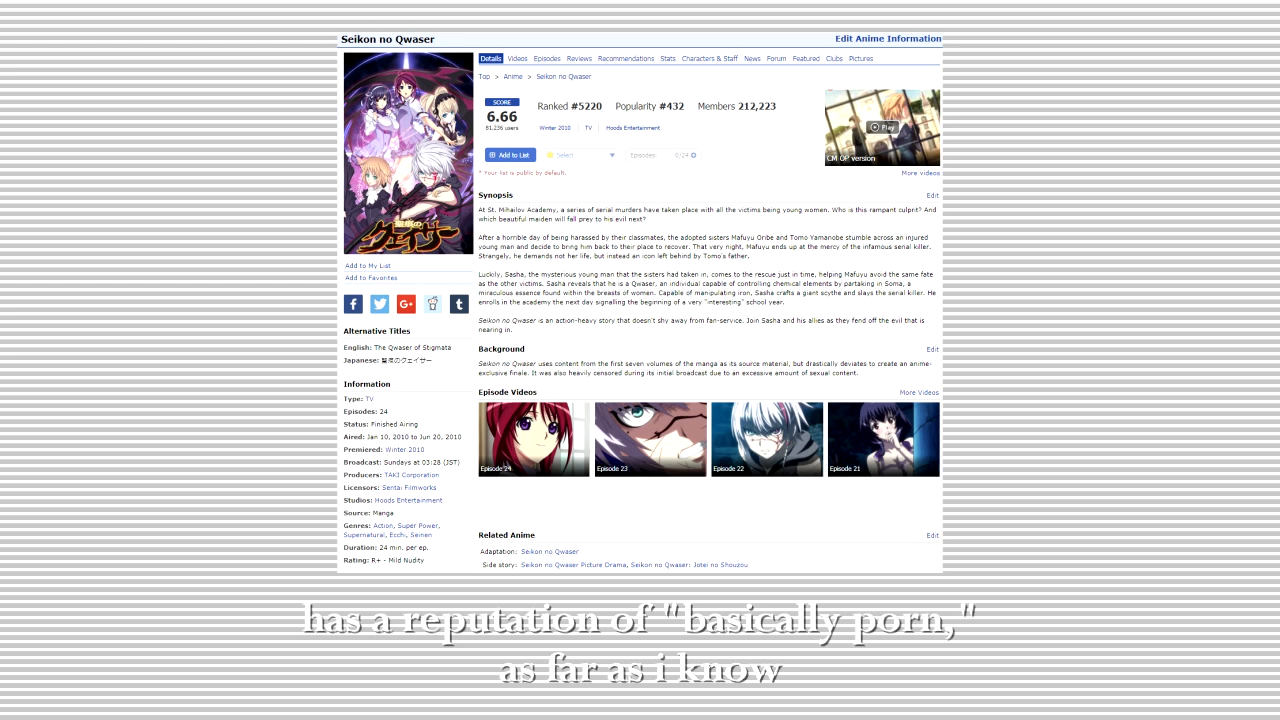 Seikon no Qwaser
Edit Anime Information
Details Videos Episodes Reviews Recommendations Stats Characters & Staff News Forum Featured Clubs Pictures
Top > Anime > Seikon no Qwaser
SCORE
6.66
81,236 users
Ranked #5220 Popularity #432 Members 212,223
Winter 2010 | TV | Hoods Entertainment
Add to List
Select
Episodes: 0/24
* Your list is public by default.
Play
CM OP version
More videos
聖痕の
クェイサー
Add to My List
Add to Favorites
Alternative Titles
English: The Qwaser of Stigmata
Japanese: 聖痕のクェイサー
Information
Type: TV
Episodes: 24
Status: Finished Airing
Aired: Jan 10, 2010 to Jun 20, 2010
Premiered: Winter 2010
Broadcast: Sundays at 03:28 (JST)
Producers: TAKI Corporation
Licensors: Sentai Filmworks
Studios: Hoods Entertainment
Source: Manga
Genres: Action, Super Power,
Supernatural, Ecchi, Seinen
Duration: 24 min. per ep.
Rating: R+ - Mild Nudity
Synopsis
Edit
At St. Mihailov Academy, a series of serial murders have taken place with all the victims being young women. Who is this rampant culprit? And
which beautiful maiden will fall prey to his evil next?
After a horrible day of being harassed by their classmates, the adopted sisters Mafuyu Oribe and Tomo Yamanobe stumble across an injured
young man and decide to bring him back to their place to recover. That very night, Mafuyu ends up at the mercy of the infamous serial killer.
Strangely, he demands not her life, but instead an icon left behind by Tomo's father.
Luckily, Sasha, the mysterious young man that the sisters had taken in, comes to the rescue just in time, helping Mafuyu avoid the same fate
as the other victims. Sasha reveals that he is a Qwaser, an individual capable of controlling chemical elements by partaking in Soma, a
miraculous essence found within the breasts of women. Capable of manipulating iron, Sasha crafts a giant scythe and slays the serial killer. He
enrolls in the academy the next day signalling the beginning of a very "interesting" school year.
Seikon no Qwaser is an action-heavy story that doesn't shy away from fan-service. Join Sasha and his allies as they fend off the evil that is
nearing in.
Background
Edit
Seikon no Qwaser uses content from the first seven volumes of the manga as its source material, but drastically deviates to create an anime-
exclusive finale. It was also heavily censored during its initial broadcast due to an excessive amount of sexual content.
Episode Videos
More Videos
Episode 24
Episode 23
Episode 22
Episode 21
Related Anime
Edit
Adaptation: Seikon no Qwaser
Side story: Seikon no Qwaser Picture Drama, Seikon no Qwaser: Jotei no Shouzou
has a reputation of "basically porn,"
as far as i know